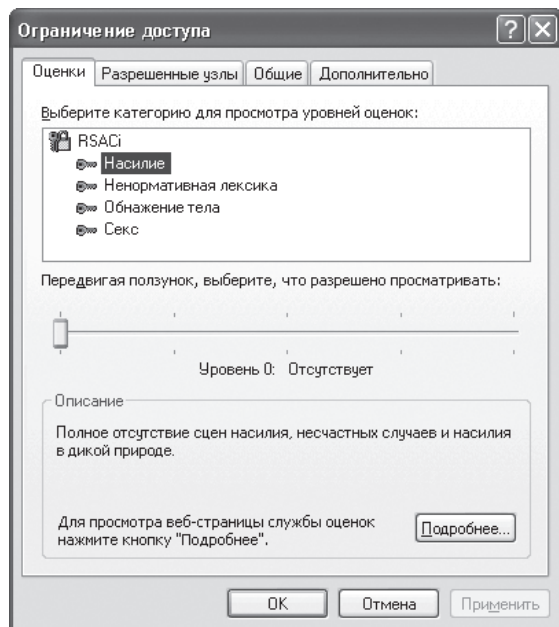 Ограничение доступа
Оценки Разрешенные узлы Общие Дополнительно
Выберите категорию для просмотра уровней оценок:
RSACi
Насилие
Ненормативная лексика
Обнажение тела
Секс
Передвигая ползунок, выберите, что разрешено просматривать:
Уровень 0: Отсутствует
Описание
Полное отсутствие сцен насилия, несчастных случаев и насилия
в дикой природе.
Для просмотра веб-страницы службы оценок
нажмите кнопку "Подробнее".
Подробнее...
OK Отмена Применить